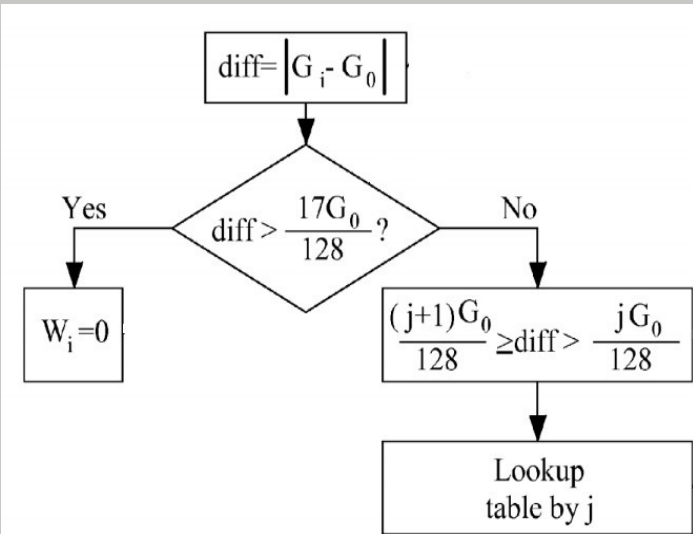 diff=|G_i-G_0|
Yes
diff > 17G_0/128 ?
No
W_i=0
(j+1)G_0/128 ≥diff > jG_0/128
Lookup
table by j